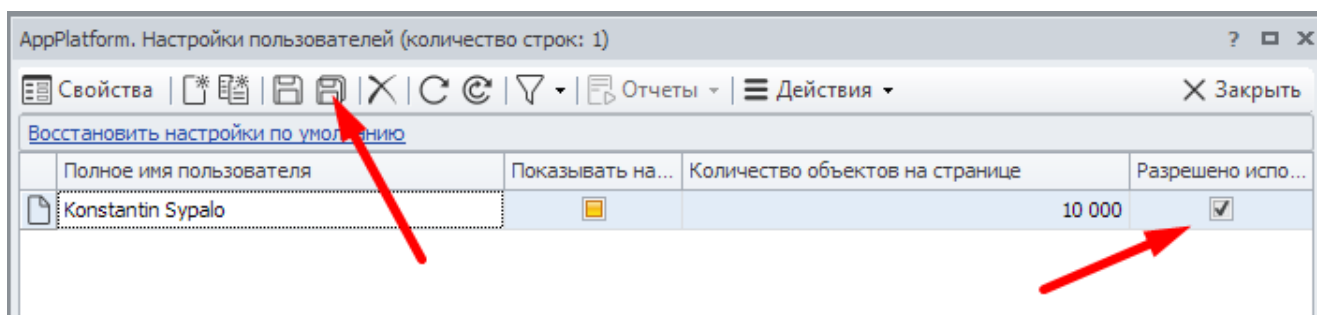 AppPlatform. Настройки пользователей (количество строк: 1)
Свойства Отчеты Действия Закрыть
Восстановить настройки по умолчанию
Полное имя пользователя Показывать на... Количество объектов на странице Разрешено испо...
Konstantin Sypalo 10 000